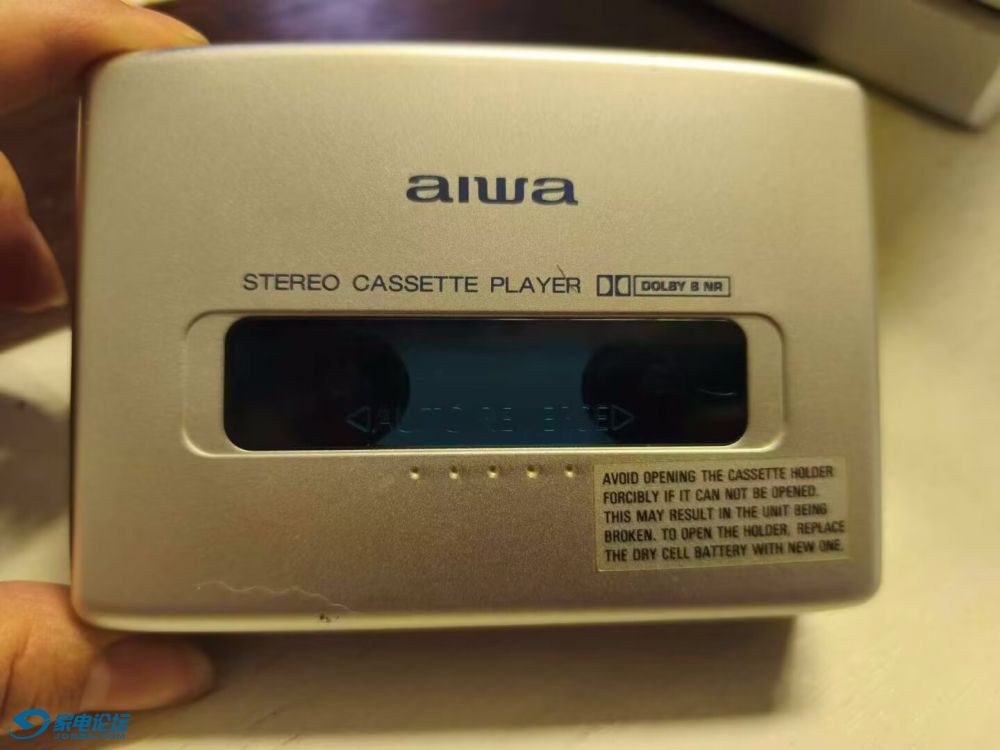 aiwa
STEREO CASSETTE PLAYER DOLBY B NR
◁AUTO REVERSE▷
AVOID OPENING THE CASSETTE HOLDER
FORCIBLY IF IT CAN NOT BE OPENED.
THIS MAY RESULT IN THE UNIT BEING
BROKEN. TO OPEN THE HOLDER, REPLACE
THE DRY CELL BATTERY WITH NEW ONE.
家电论坛
JDBBS.COM